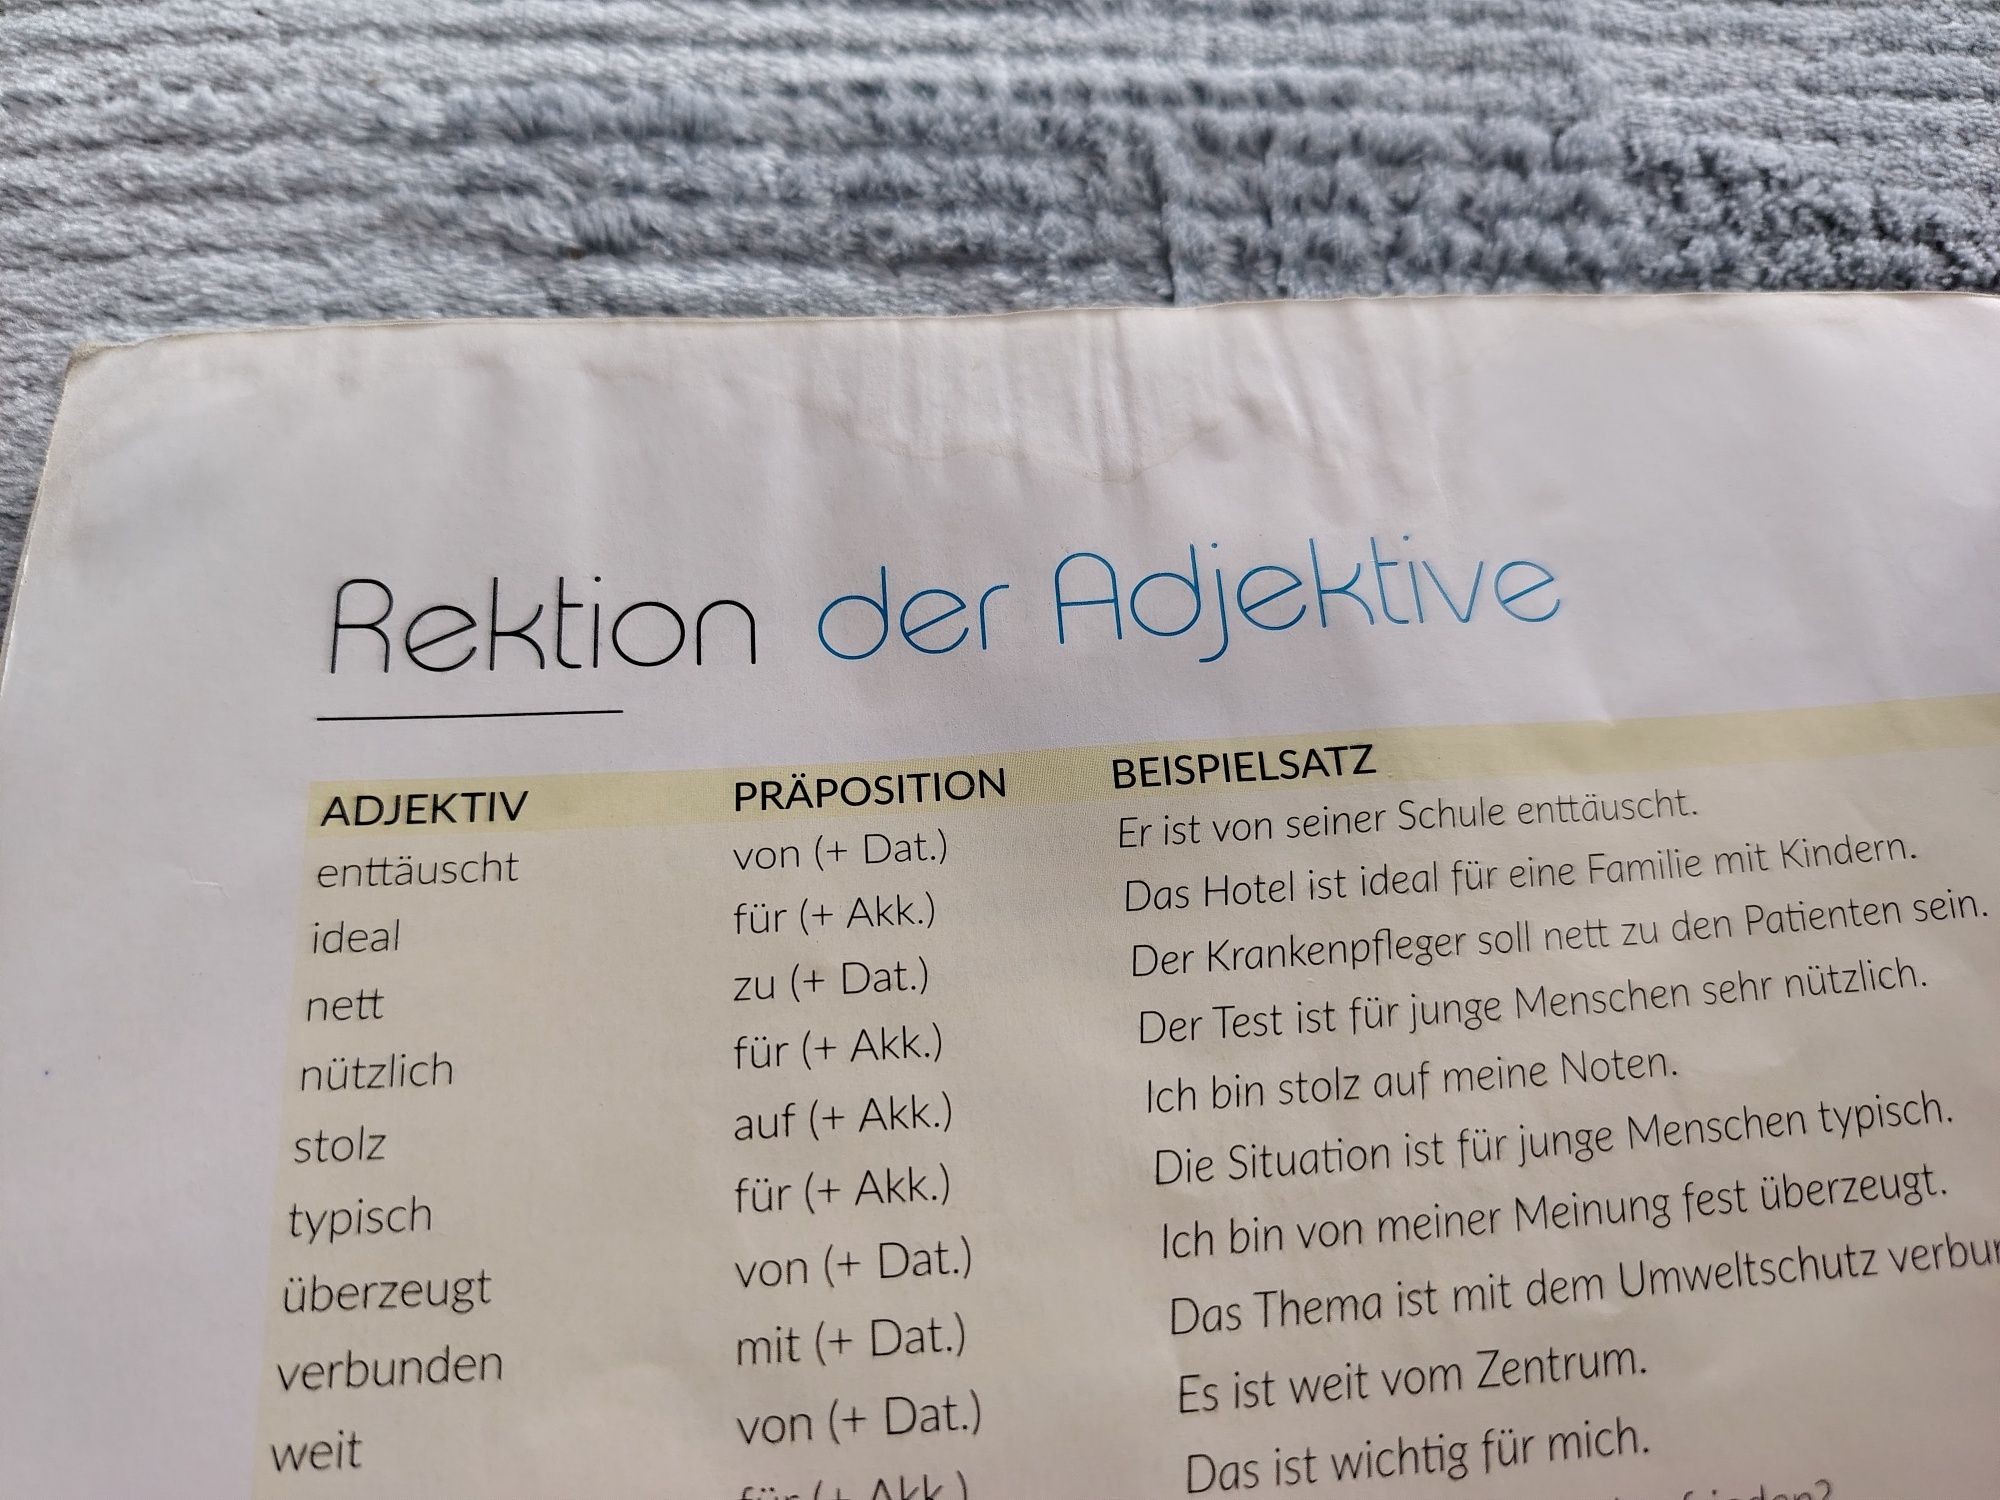 Rektion der Adjektive
ADJEKTIV PRÄPOSITION BEISPIELSATZ
enttäuscht von (+ Dat.) Er ist von seiner Schule enttäuscht.
ideal für (+ Akk.) Das Hotel ist ideal für eine Familie mit Kindern.
nett zu (+ Dat.) Der Krankenpfleger soll nett zu den Patienten sein.
nützlich für (+ Akk.) Der Test ist für junge Menschen sehr nützlich.
stolz auf (+ Akk.) Ich bin stolz auf meine Noten.
typisch für (+ Akk.) Die Situation ist für junge Menschen typisch.
überzeugt von (+ Dat.) Ich bin von meiner Meinung fest überzeugt.
verbunden mit (+ Dat.) Das Thema ist mit dem Umweltschutz verbun
weit von (+ Dat.) Es ist weit vom Zentrum.
für (+ Akk.) Das ist wichtig für mich.